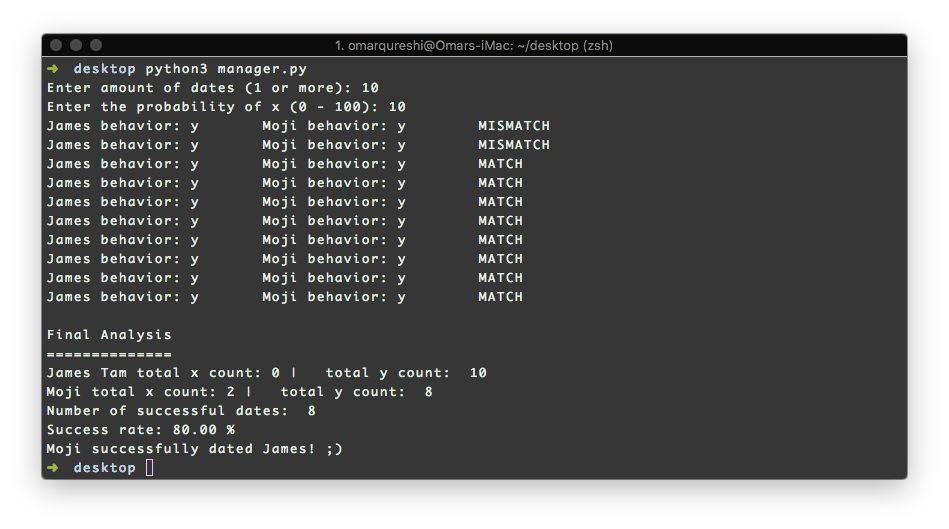 1. omarqureshi@Omars-iMac: ~/desktop (zsh)
➜  desktop python3 manager.py
Enter amount of dates (1 or more): 10
Enter the probability of x (0 - 100): 10
James behavior: y       Moji behavior: y        MISMATCH
James behavior: y       Moji behavior: y        MISMATCH
James behavior: y       Moji behavior: y        MATCH
James behavior: y       Moji behavior: y        MATCH
James behavior: y       Moji behavior: y        MATCH
James behavior: y       Moji behavior: y        MATCH
James behavior: y       Moji behavior: y        MATCH
James behavior: y       Moji behavior: y        MATCH
James behavior: y       Moji behavior: y        MATCH
James behavior: y       Moji behavior: y        MATCH
Final Analysis
==============
James Tam total x count: 0 |   total y count:  10
Moji total x count: 2 |   total y count:  8
Number of successful dates:  8
Success rate: 80.00 %
Moji successfully dated James! ;)
➜  desktop